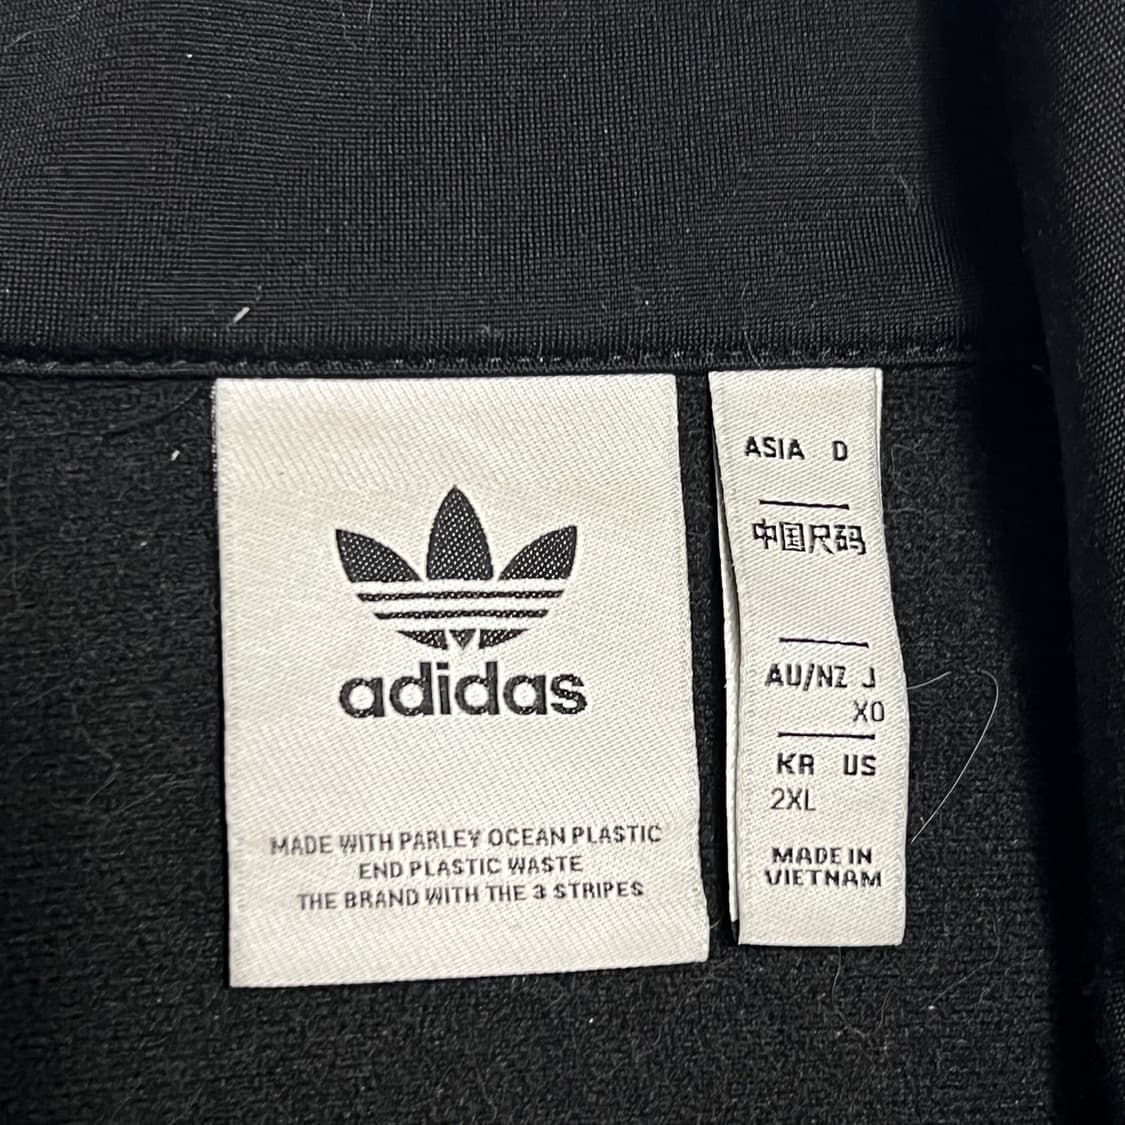 adidas
MADE WITH PARLEY OCEAN PLASTIC
END PLASTIC WASTE
THE BRAND WITH THE 3 STRIPES
ASIA D
中国尺码
AU/NZ J
XO
KR US
2XL
MADE IN
VIETNAM